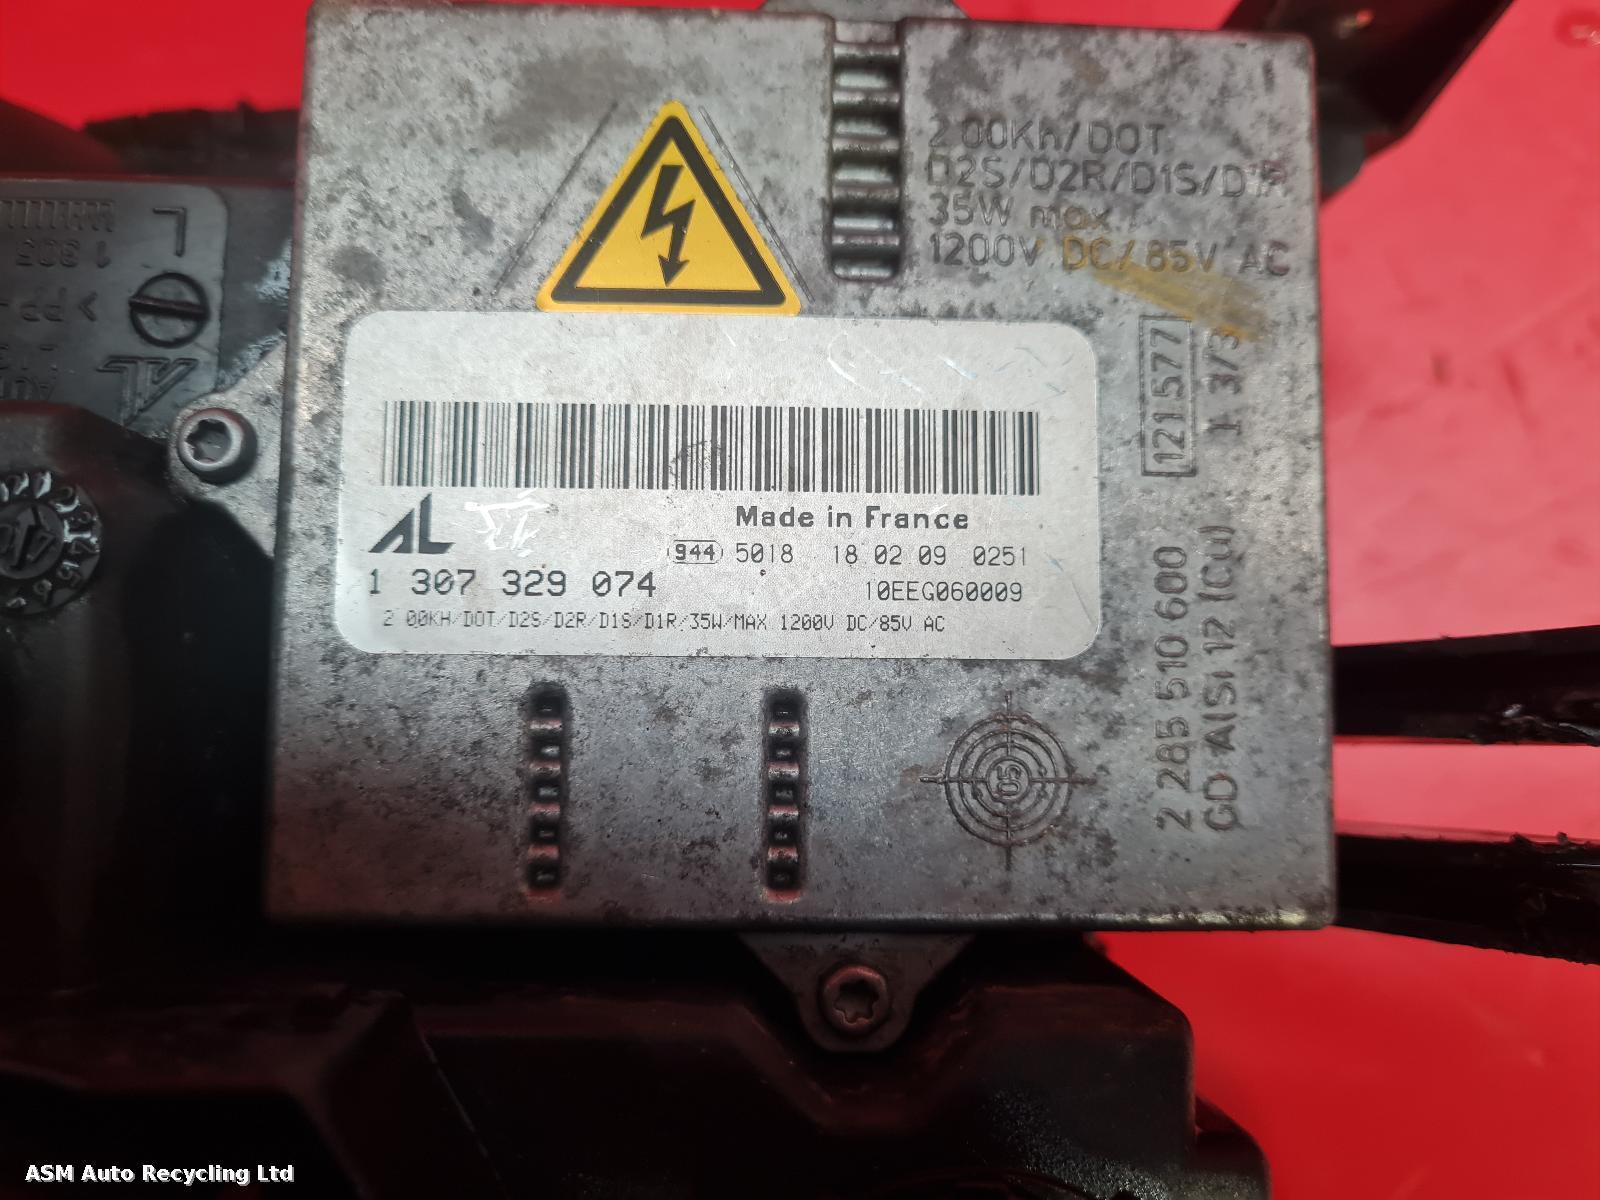 2 00Kh/DOT
D2S/D2R/D1S/D1R
35W max
1200V DC/85V AC
121577
1 3/3
AL
Made in France
944 5018 18 02 09 0251
1 307 329 074
10EEG060009
2 00KH/DOT/D2S/D2R/D1S/D1R/35W/MAX 1200V DC/85V AC
2 285 510 600
GD AlSi 12 (Cu)
05
L
AL
ASM Auto Recycling Ltd